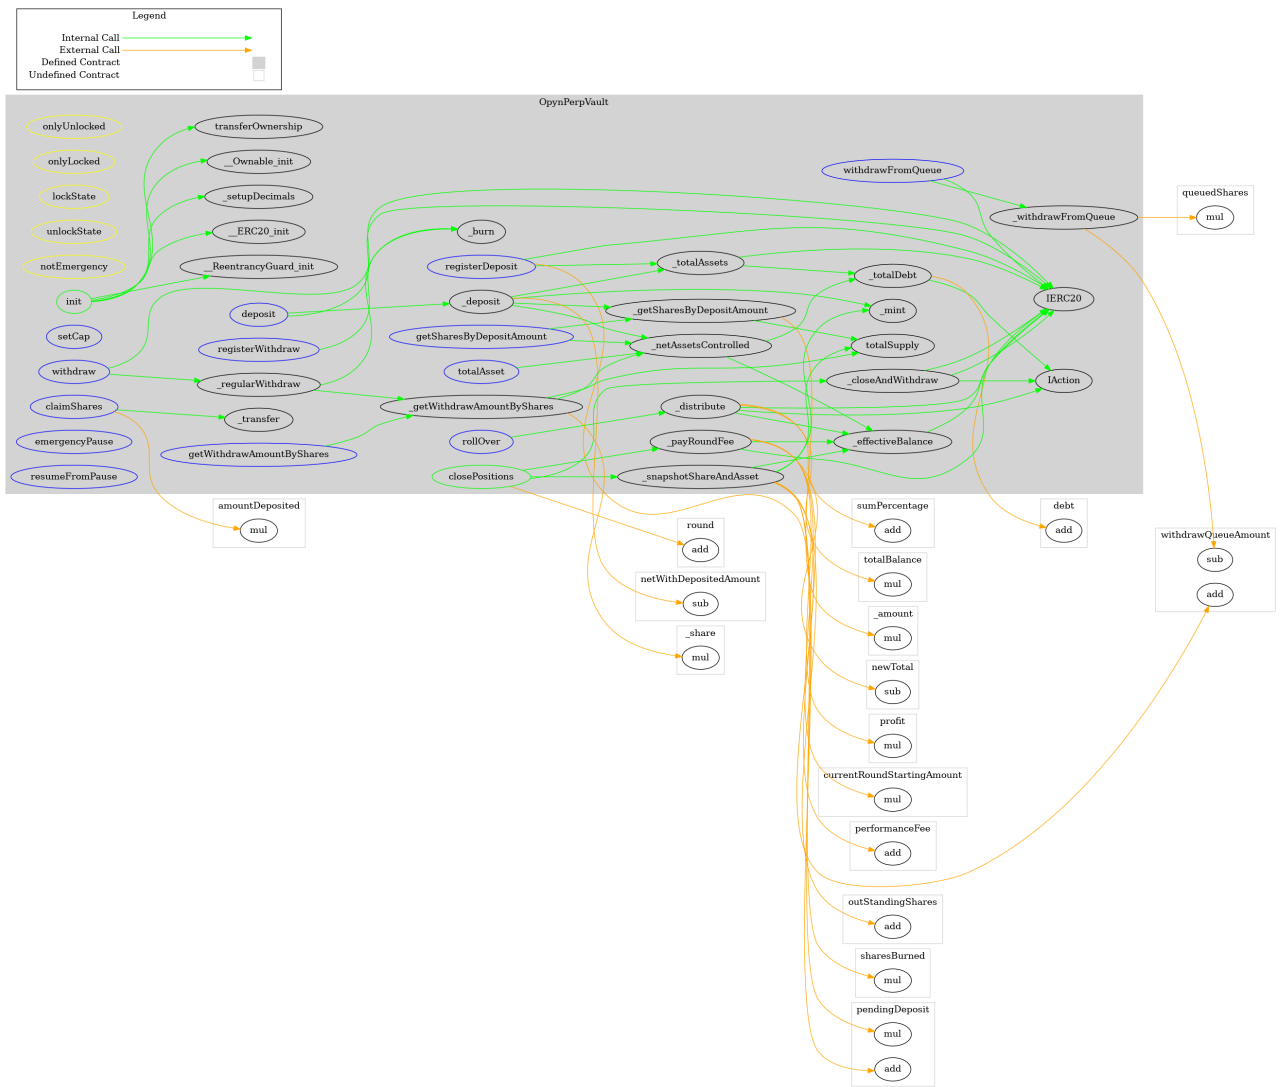 Legend
Internal Call
External Call
Defined Contract
Undefined Contract
OpynPerpVault
onlyUnlocked
onlyLocked
lockState
unlockState
notEmergency
init
setCap
withdraw
claimShares
emergencyPause
resumeFromPause
transferOwnership
__Ownable_init
_setupDecimals
__ERC20_init
__ReentrancyGuard_init
deposit
registerWithdraw
_regularWithdraw
_transfer
getWithdrawAmountByShares
_burn
registerDeposit
_deposit
getSharesByDepositAmount
totalAsset
_getWithdrawAmountByShares
rollOver
closePositions
_totalAssets
_getSharesByDepositAmount
_netAssetsControlled
_distribute
_payRoundFee
_snapshotShareAndAsset
withdrawFromQueue
_totalDebt
_mint
totalSupply
_closeAndWithdraw
_effectiveBalance
_withdrawFromQueue
IERC20
IAction
queuedShares
mul
amountDeposited
mul
round
add
netWithDepositedAmount
sub
_share
mul
sumPercentage
add
totalBalance
mul
_amount
mul
newTotal
sub
profit
mul
currentRoundStartingAmount
mul
performanceFee
add
outStandingShares
add
sharesBurned
mul
pendingDeposit
mul
add
debt
add
withdrawQueueAmount
sub
add